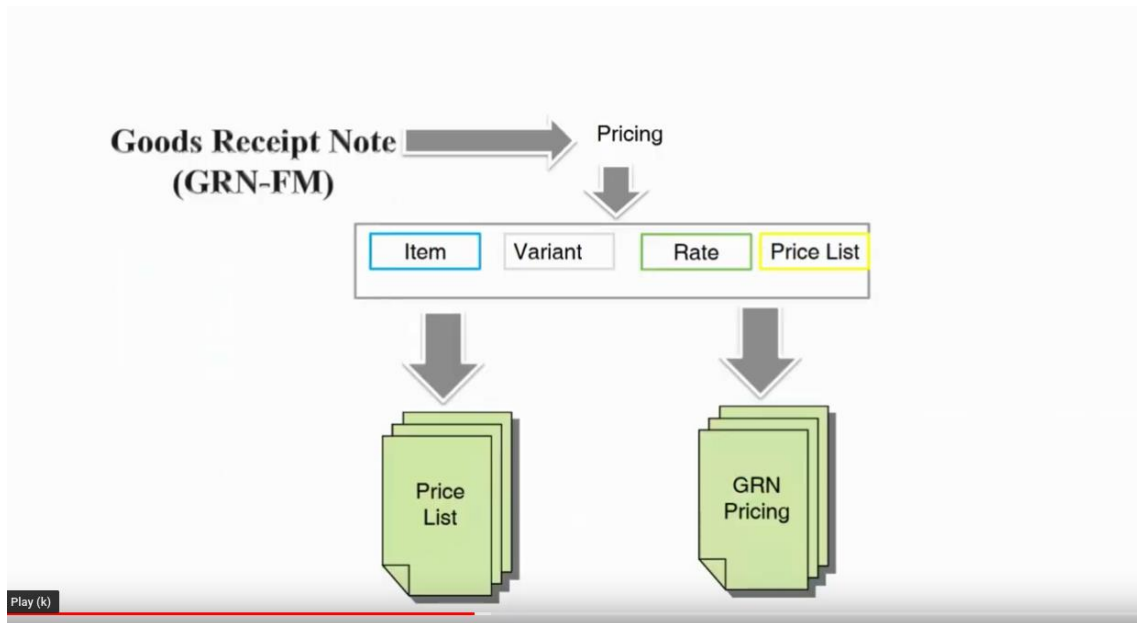 Goods Receipt Note
(GRN-FM)
Pricing
Item
Variant
Rate
Price List
Price
List
GRN
Pricing
Play (k)